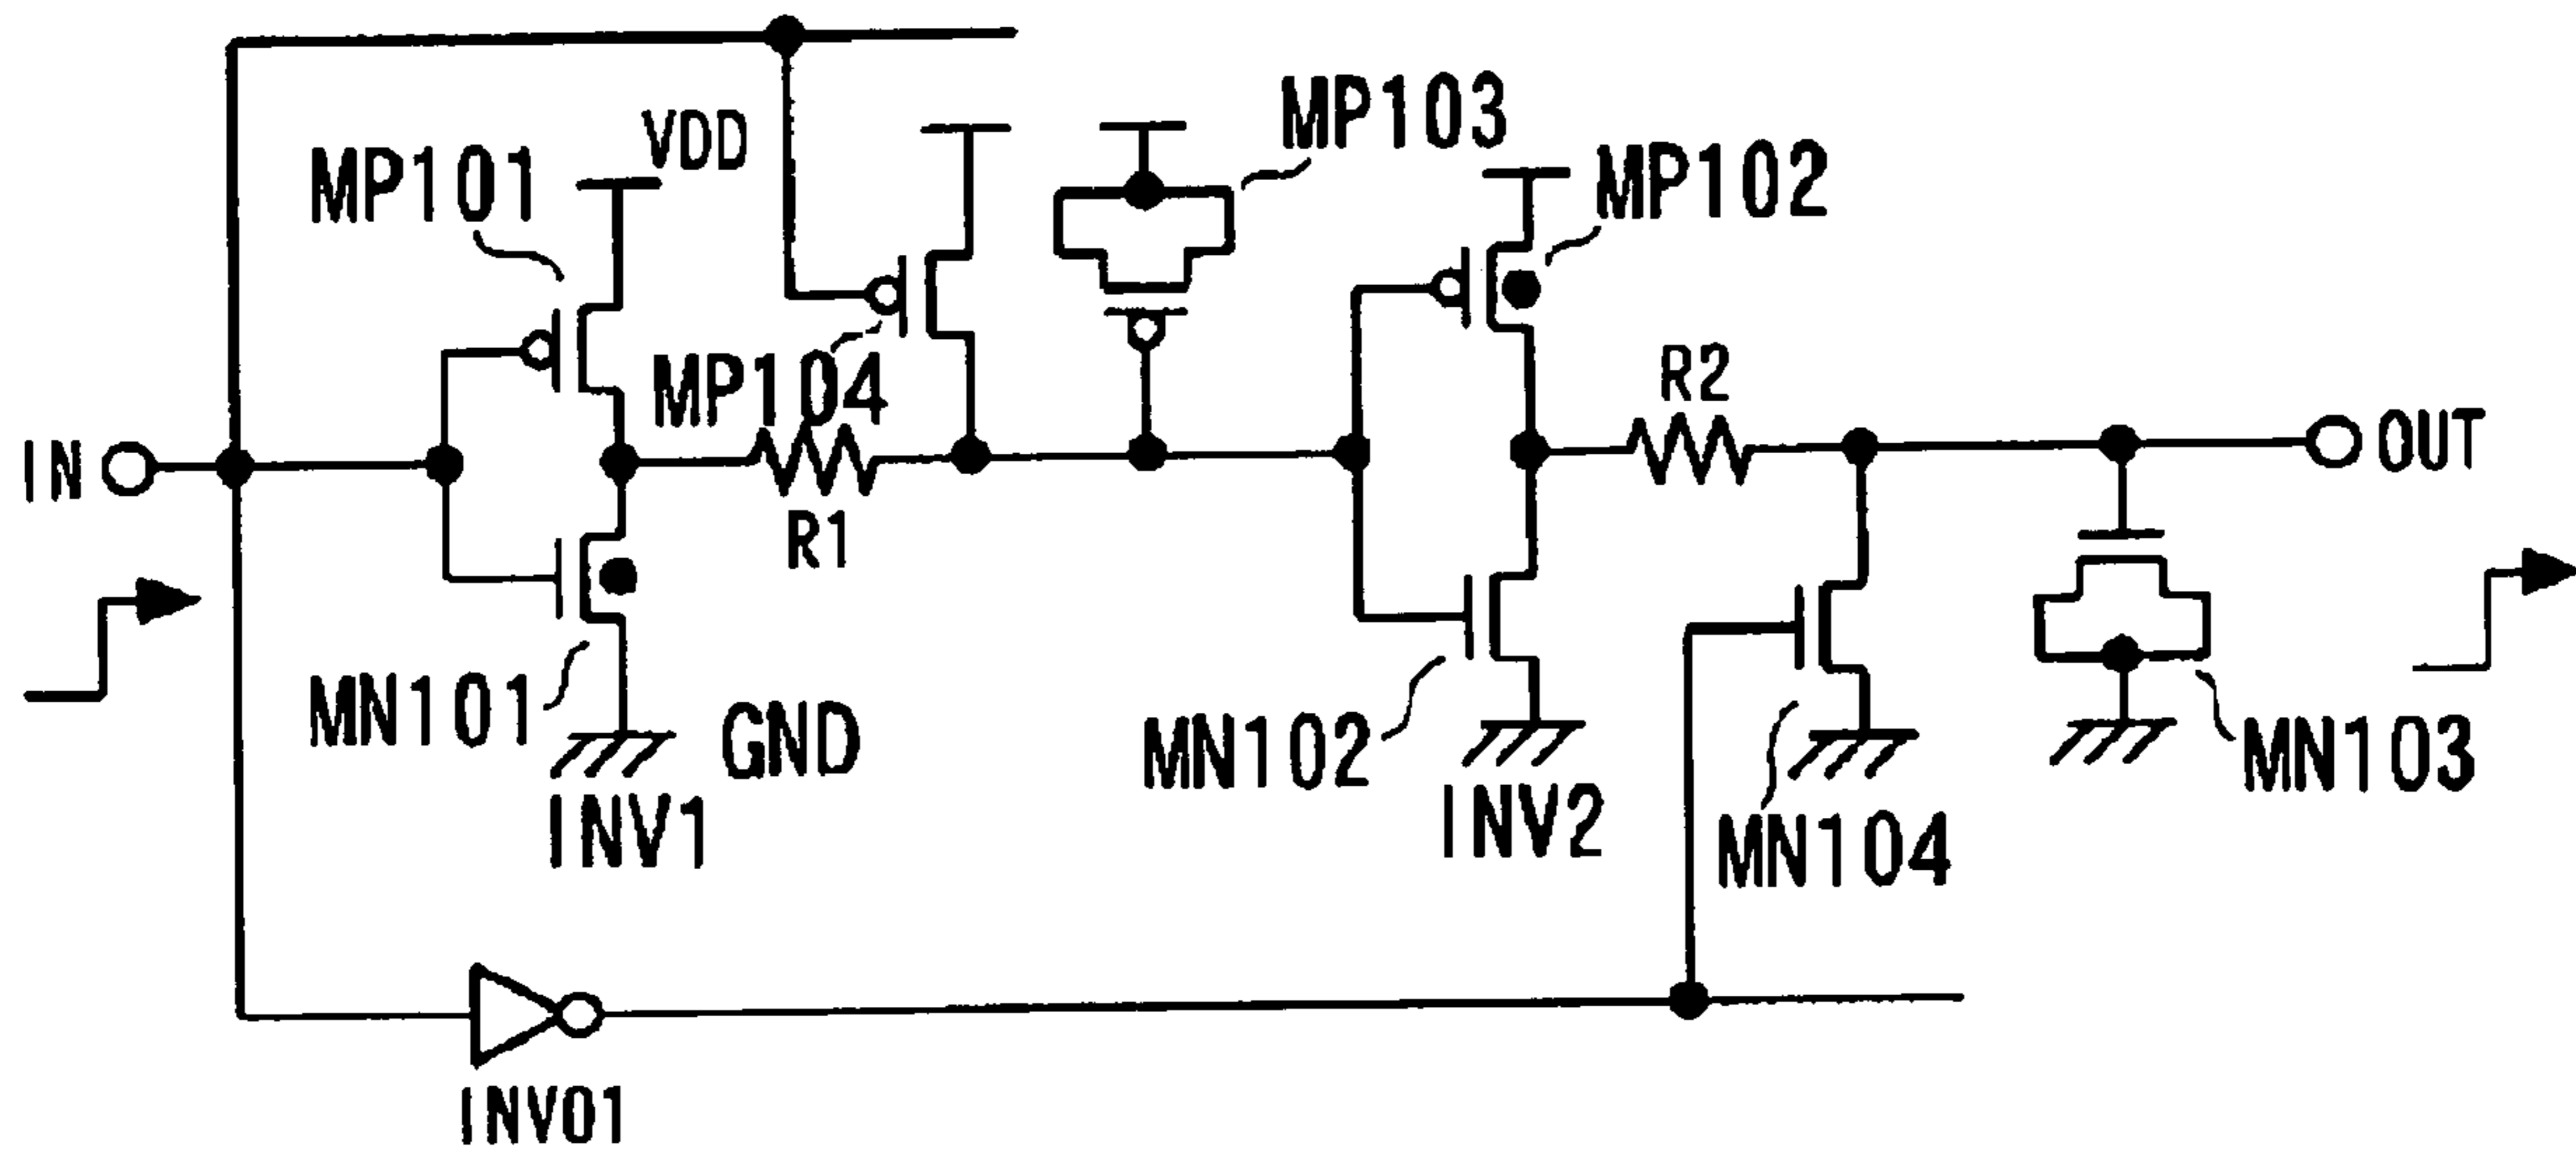 MP103
VDD
MP101
MP102
MP104
R2
IN
OUT
R1
MN101
GND
MN102
MN103
INV1
INV2
MN104
INV01